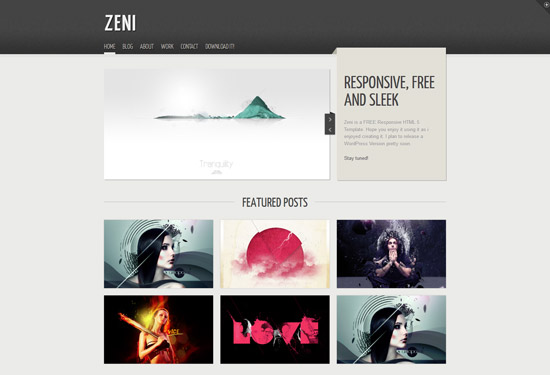 ZENI
HOME BLOG ABOUT WORK CONTACT DOWNLOAD IT!
RESPONSIVE, FREE
AND SLEEK
Zeni is a FREE Responsive HTML 5
Template. Hope you enjoy it using it as i
enjoyed creating it. I plan to release a
WordPress Version pretty soon.
Stay tuned!
Tranquility
FEATURED POSTS
LOVE